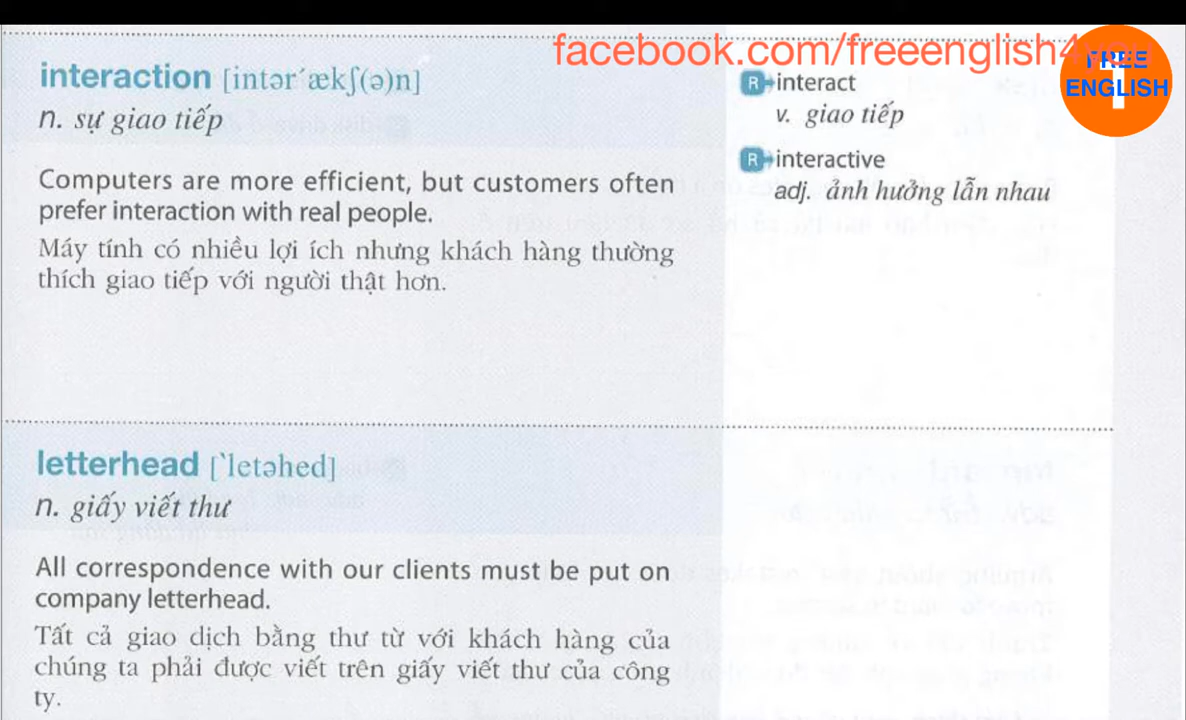 facebook.com/freeenglish4
FREE
ENGLISH
1
interaction [intər´ækʃ(ə)n]
n. sự giao tiếp
Computers are more efficient, but customers often
prefer interaction with real people.
Máy tính có nhiều lợi ích nhưng khách hàng thường
thích giao tiếp với người thật hơn.
R interact
v. giao tiếp
R interactive
adj. ảnh hưởng lẫn nhau
letterhead [`letəhed]
n. giấy viết thư
All correspondence with our clients must be put on
company letterhead.
Tất cả giao dịch bằng thư từ với khách hàng của
chúng ta phải được viết trên giấy viết thư của công
ty.